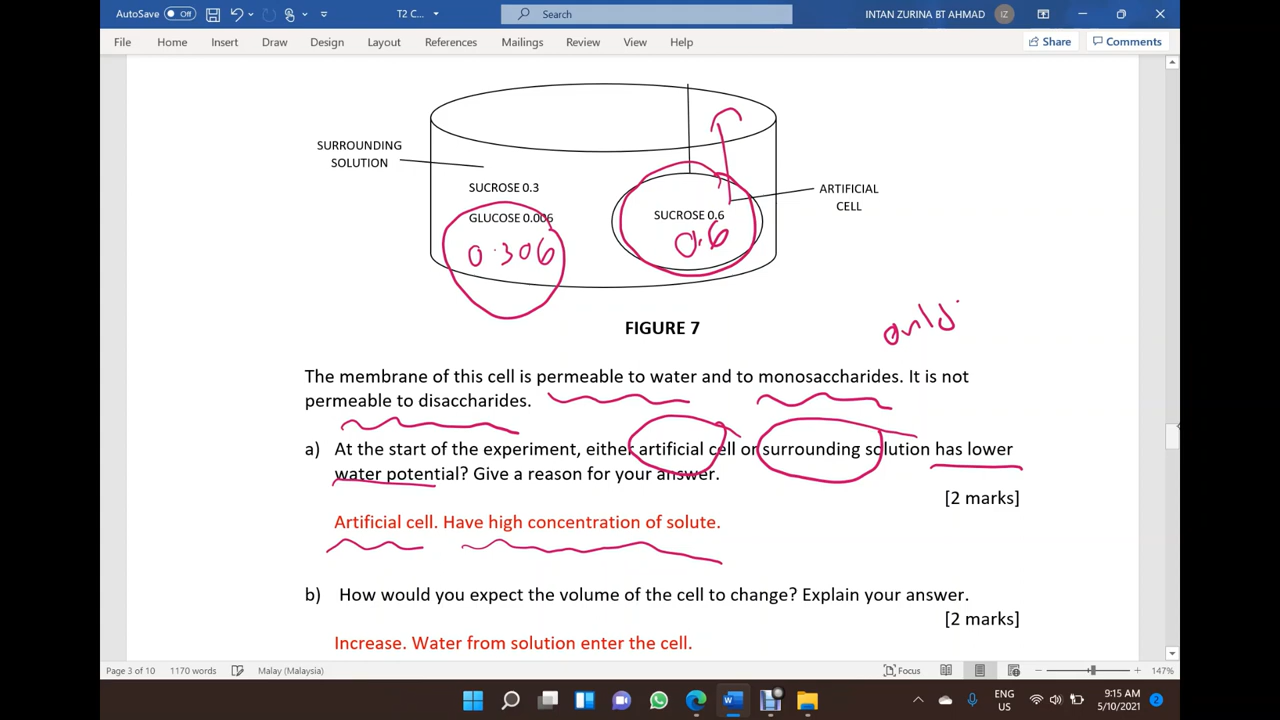 AutoSave Off T2 C... Search INTAN ZURINA BT AHMAD IZ
File Home Insert Draw Design Layout References Mailings Review View Help Share Comments
SURROUNDING
SOLUTION
SUCROSE 0.3
GLUCOSE 0.006
0.306
SUCROSE 0.6
0.6
ARTIFICIAL
CELL
FIGURE 7
only
The membrane of this cell is permeable to water and to monosaccharides. It is not
permeable to disaccharides.
a) At the start of the experiment, either artificial cell or surrounding solution has lower
water potential? Give a reason for your answer.
[2 marks]
Artificial cell. Have high concentration of solute.
b) How would you expect the volume of the cell to change? Explain your answer.
[2 marks]
Increase. Water from solution enter the cell.
Page 3 of 10 1170 words Malay (Malaysia) Focus 147%
ENG
US
9:15 AM
5/10/2021
2